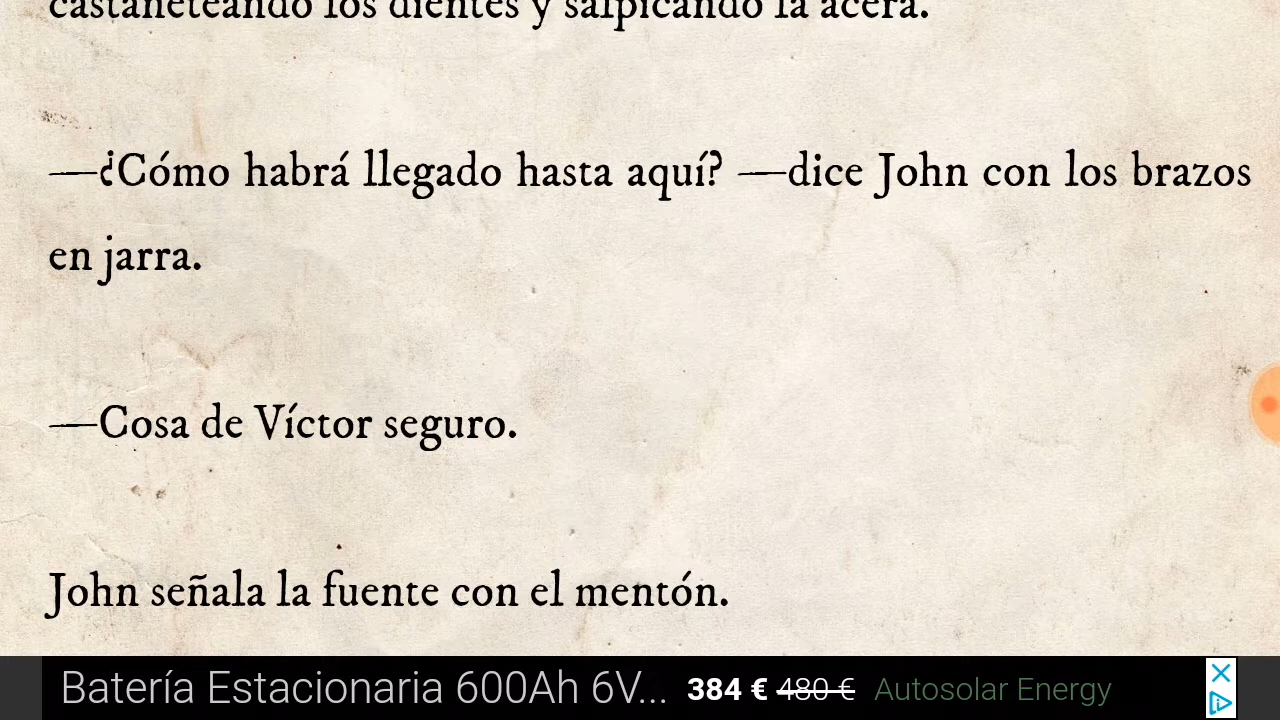 castañeteando los dientes y salpicando la acera.
—¿Cómo habrá llegado hasta aquí? —dice John con los brazos
en jarra.
—Cosa de Víctor seguro.
John señala la fuente con el mentón.
Batería Estacionaria 600Ah 6V... 384 € 480 € Autosolar Energy